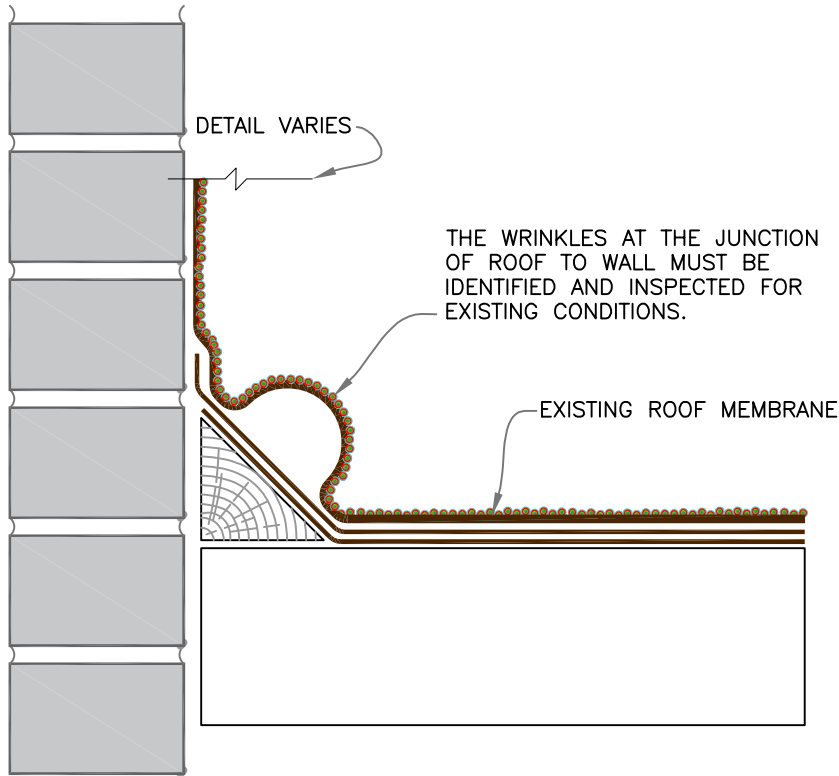 DETAIL VARIES
THE WRINKLES AT THE JUNCTION
OF ROOF TO WALL MUST BE
IDENTIFIED AND INSPECTED FOR
EXISTING CONDITIONS.
EXISTING ROOF MEMBRANE